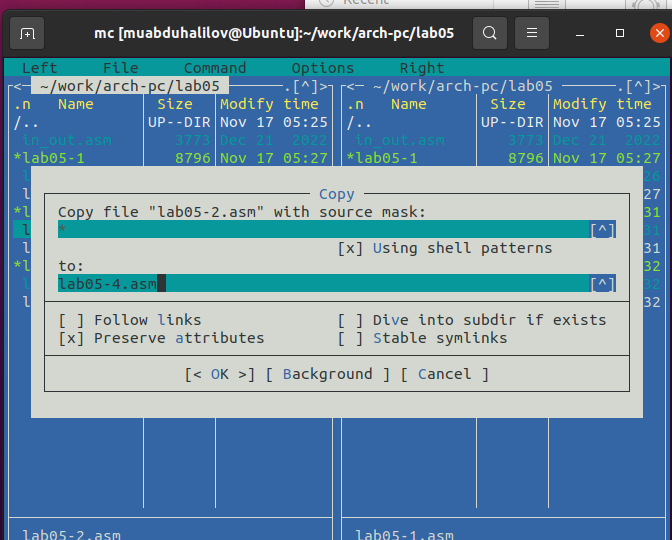 Recent
mc [muabduhalilov@Ubuntu]:~/work/arch-pc/lab05
Left File Command Options Right
<─ ~/work/arch-pc/lab05 .[^]> <─ ~/work/arch-pc/lab05 .[^]>
.n Name Size Modify time .n Name Size Modify time
/.. UP--DIR Nov 17 05:25 /.. UP--DIR Nov 17 05:25
in_out.asm 3773 Dec 21 2022 in_out.asm 3773 Dec 21 2022
*lab05-1 8796 Nov 17 05:27 *lab05-1 8796 Nov 17 05:27
26
27
31
31
31
32
32
32
Copy
Copy file "lab05-2.asm" with source mask:
* [^]
[x] Using shell patterns
to:
lab05-4.asm [^]
[ ] Follow links [ ] Dive into subdir if exists
[x] Preserve attributes [ ] Stable symlinks
[< OK >] [ Background ] [ Cancel ]
lab05-2.asm lab05-1.asm